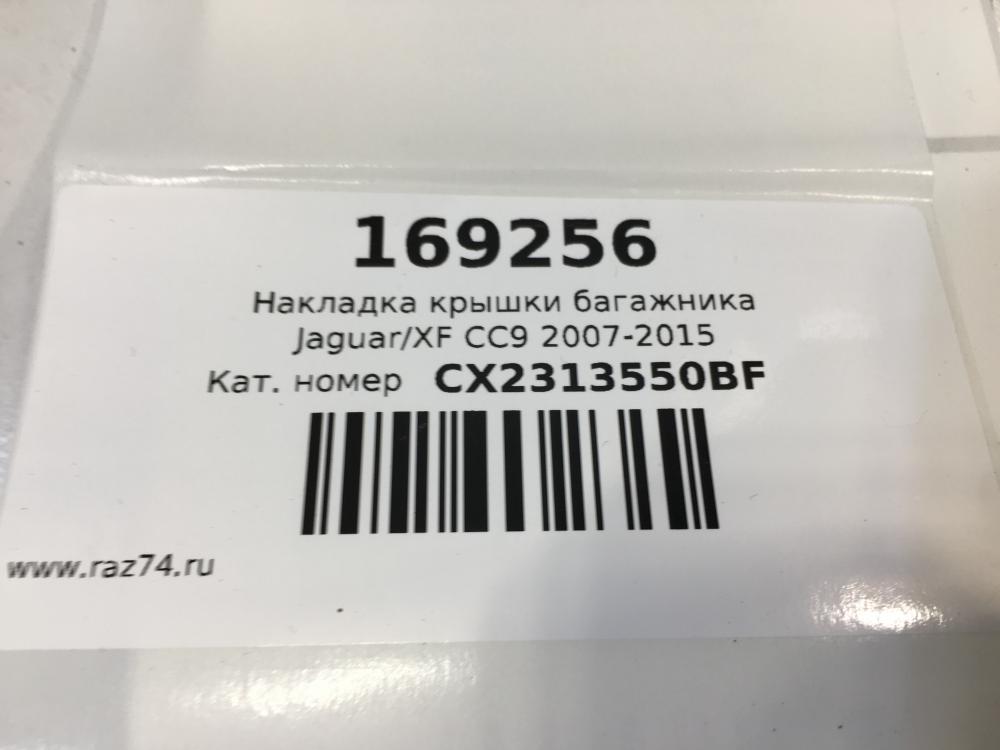 169256
Накладка крышки багажника
Jaguar/XF CC9 2007-2015
Кат. номер CX2313550BF
www.raz74.ru